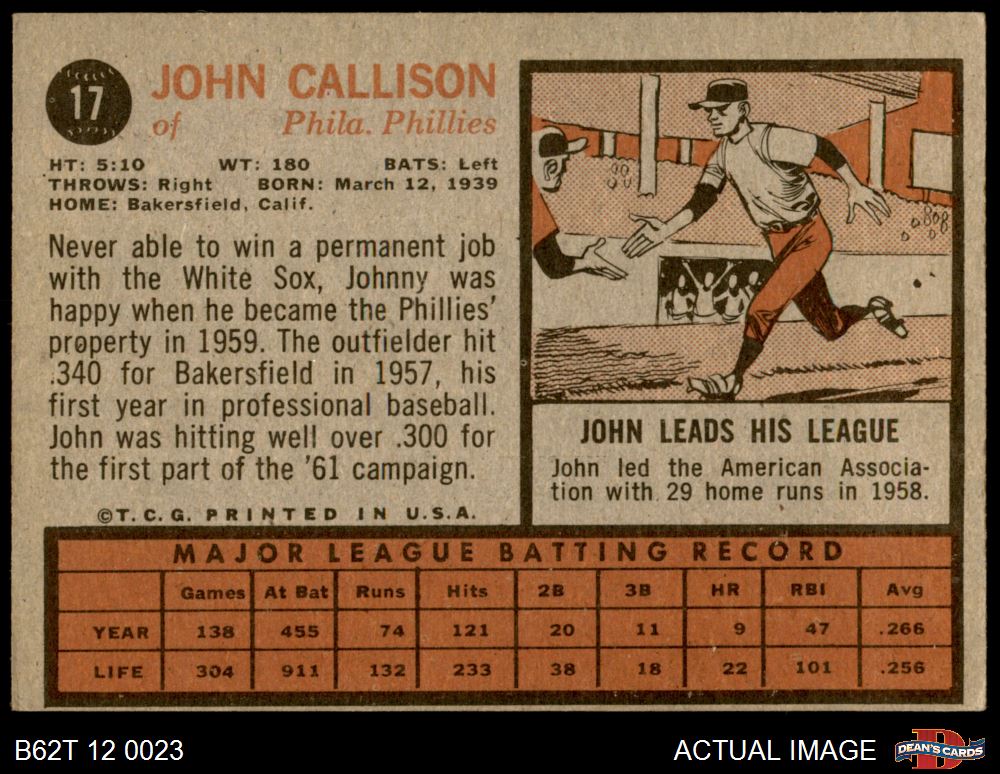 17
JOHN CALLISON
of Phila. Phillies
HT: 5:10 WT: 180 BATS: Left
THROWS: Right BORN: March 12, 1939
HOME: Bakersfield, Calif.
Never able to win a permanent job
with the White Sox, Johnny was
happy when he became the Phillies'
property in 1959. The outfielder hit
.340 for Bakersfield in 1957, his
first year in professional baseball.
John was hitting well over .300 for
the first part of the '61 campaign.
©T. C. G. PRINTED IN U.S.A.
JOHN LEADS HIS LEAGUE
John led the American Associa-
tion with 29 home runs in 1958.
MAJOR LEAGUE BATTING RECORD
Games At Bat Runs Hits 2B 3B HR RBI Avg
YEAR 138 455 74 121 20 11 9 47 .266
LIFE 304 911 132 233 38 18 22 101 .256
B62T 12 0023
ACTUAL IMAGE
D
DEAN'S CARDS